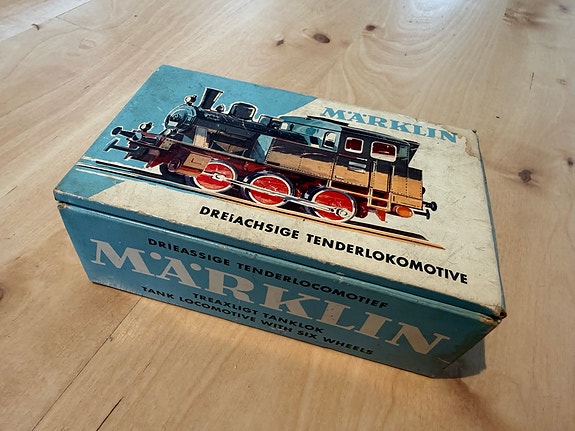 MÄRKLIN
DREIACHSIGE TENDERLOKOMOTIVE
DRIEASSIGE TENDERLOCOMOTIEF
MÄRKLIN
TREAXLIGT TANKLOK
TANK LOCOMOTIVE WITH SIX WHEELS